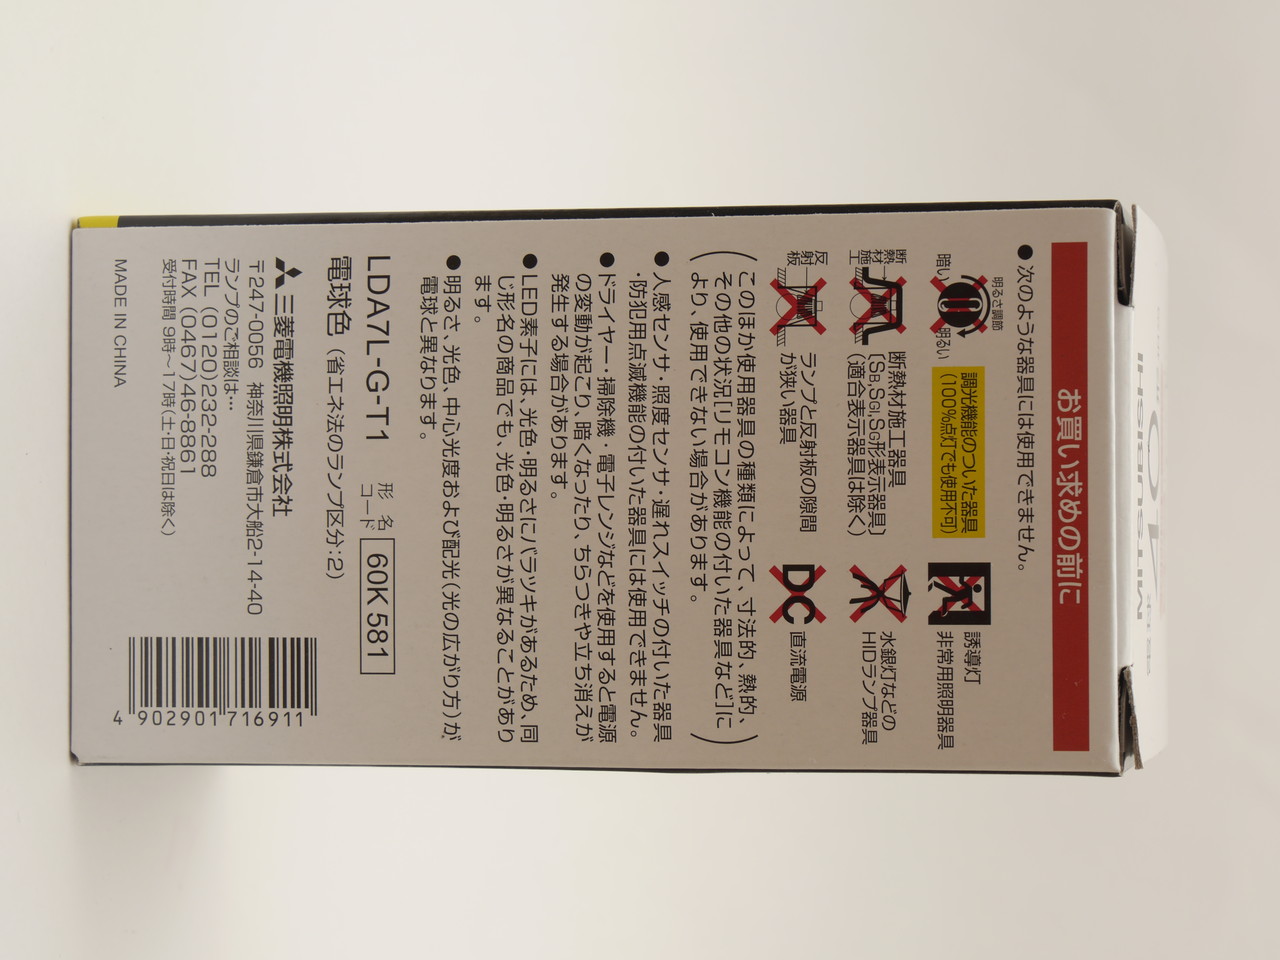 お買い求めの前に
●次のような器具には使用できません。
明るさ調節
暗い
明るい
調光機能のついた器具
(100%点灯でも使用不可)
誘導灯
非常用照明器具
断熱材施工
断熱材施工器具
[SB,SGI,SG形表示器具]
(適合表示器具は除く)
水銀灯などの
HIDランプ器具
反射板
ランプと反射板の隙間
が狭い器具
DC
直流電源
(このほか使用器具の種類によって、寸法的、熱的、
その他の状況[リモコン機能の付いた器具など]に
より、使用できない場合があります。)
●人感センサ・照度センサ・遅れスイッチの付いた器具
・防犯用点滅機能の付いた器具には使用できません。
●ドライヤー・掃除機・電子レンジなどを使用すると電源
の変動が起こり、暗くなったり、ちらつきや立ち消えが
発生する場合があります。
●LED素子には、光色・明るさにバラツキがあるため、同
じ形名の商品でも、光色・明るさが異なることがあり
ます。
●明るさ、光色、中心光度および配光(光の広がり方)が
電球と異なります。
LDA7L-G-T1
形名コード 60K581
電球色(省エネ法のランプ区分:2)
三菱電機照明株式会社
〒247-0056 神奈川県鎌倉市大船2-14-40
ランプのご相談は…
TEL (0120)232-288
FAX (0467)46-8861
受付時間 9時〜17時(土・日・祝日は除く)
MADE IN CHINA
4 902901 716911
MITSUBISHI